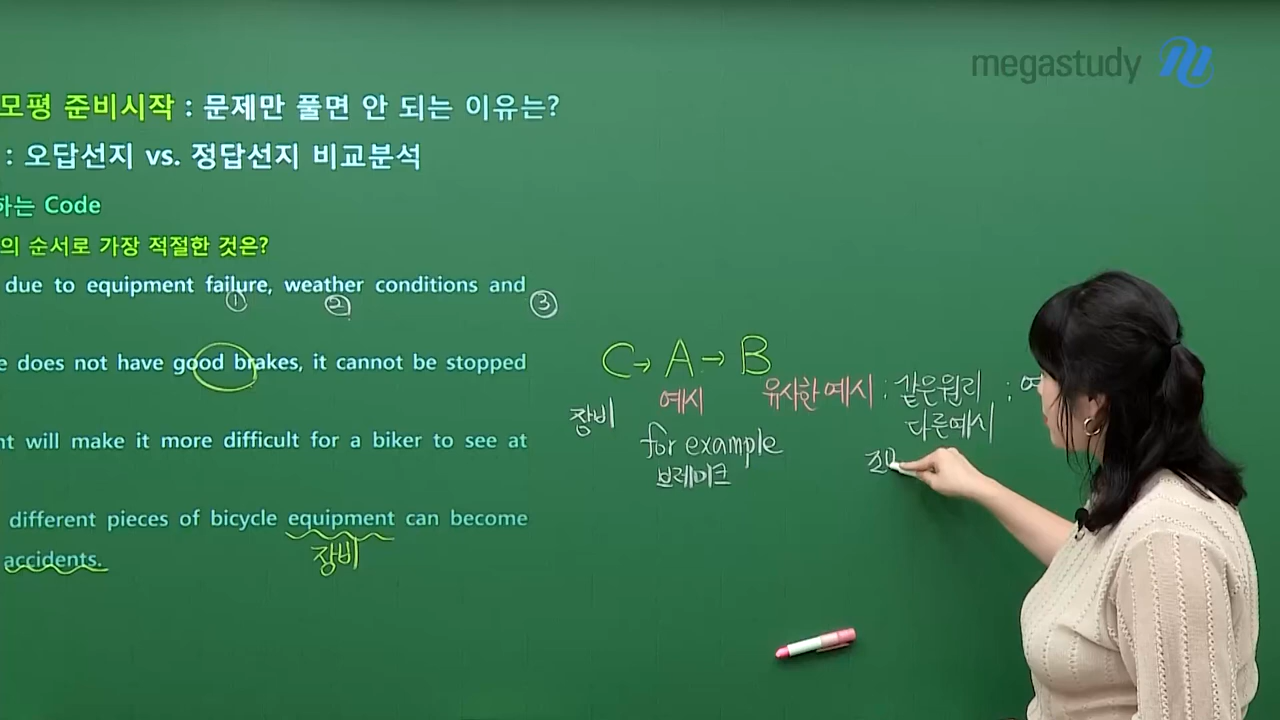 megastudy
모평 준비시작 : 문제만 풀면 안 되는 이유는?
: 오답선지 vs. 정답선지 비교분석
하는 Code
의 순서로 가장 적절한 것은?
due to equipment failure, weather conditions and
① ② ③
e does not have good brakes, it cannot be stopped
nt will make it more difficult for a biker to see at
different pieces of bicycle equipment can become
장비
accidents.
C → A → B
장비
예시
for example
브레이크
유사한 예시 : 같은 원리 ; 역
다른 예시